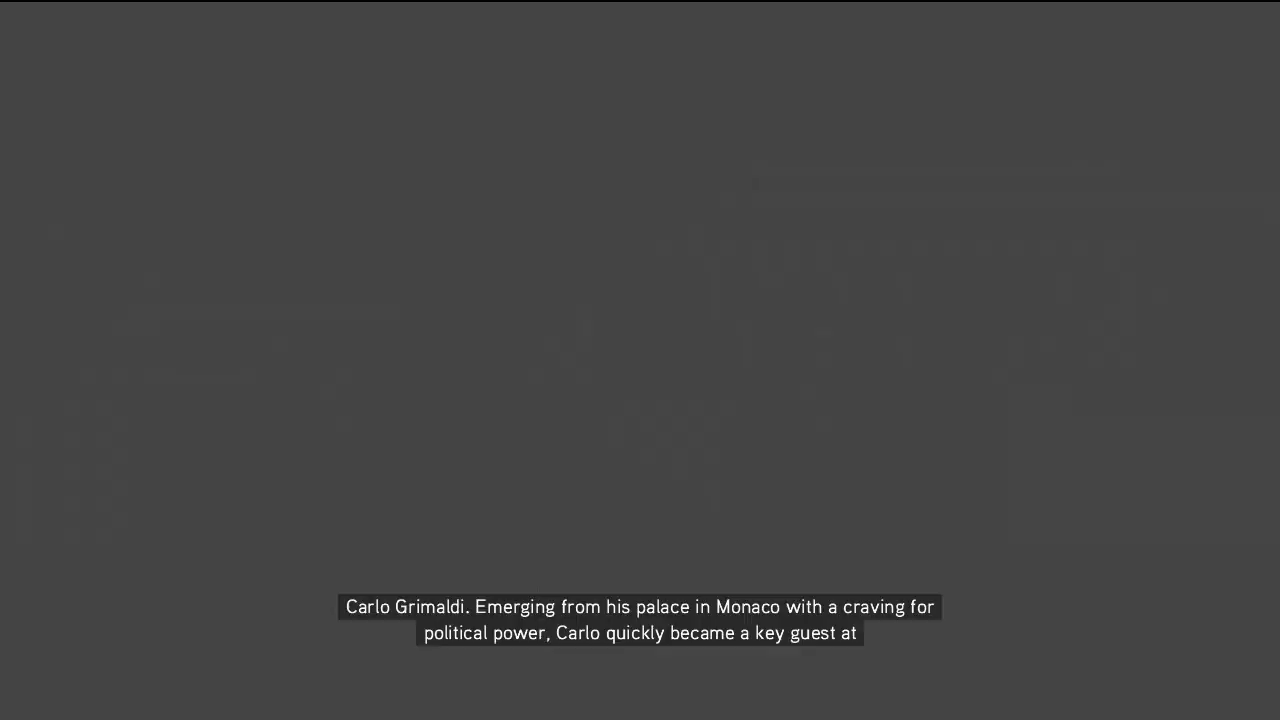 Carlo Grimaldi. Emerging from his palace in Monaco with a craving for
political power, Carlo quickly became a key guest at